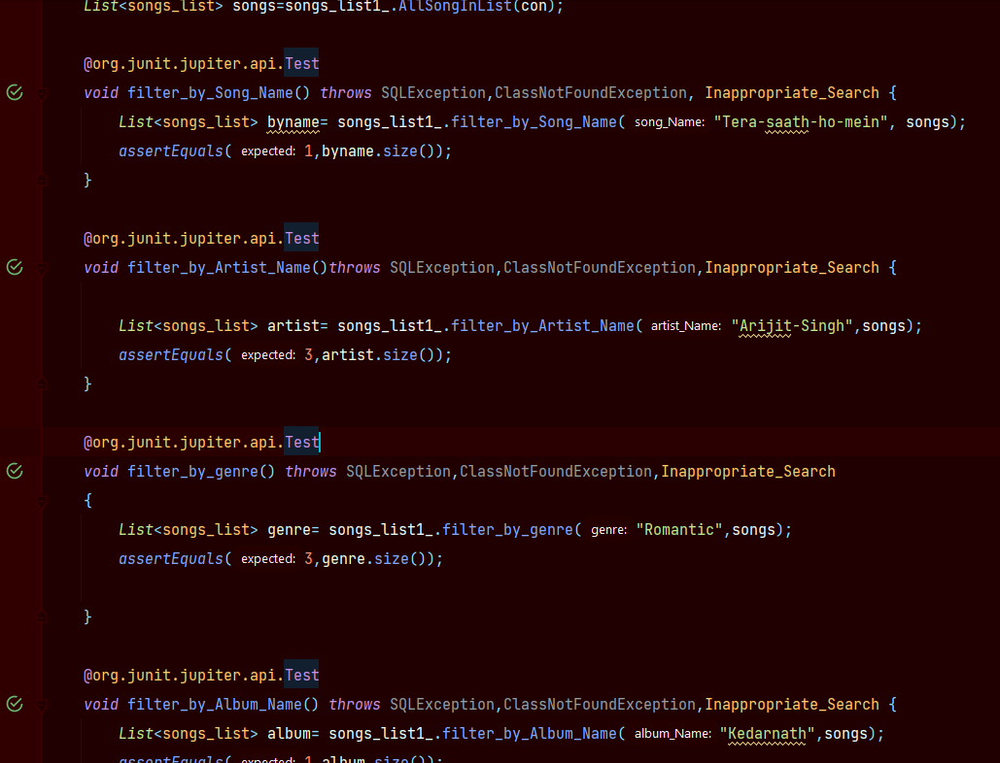 List<songs_list> songs=songs_list1_.AllSongInList(con);
@org.junit.jupiter.api.Test
void filter_by_Song_Name() throws SQLException,ClassNotFoundException, Inappropriate_Search {
List<songs_list> byname= songs_list1_.filter_by_Song_Name( song_Name: "Tera-saath-ho-mein", songs);
assertEquals( expected: 1,byname.size());
}
@org.junit.jupiter.api.Test
void filter_by_Artist_Name()throws SQLException,ClassNotFoundException,Inappropriate_Search {
List<songs_list> artist= songs_list1_.filter_by_Artist_Name( artist_Name: "Arijit-Singh",songs);
assertEquals( expected: 3,artist.size());
}
@org.junit.jupiter.api.Test
void filter_by_genre() throws SQLException,ClassNotFoundException,Inappropriate_Search
{
List<songs_list> genre= songs_list1_.filter_by_genre( genre: "Romantic",songs);
assertEquals( expected: 3,genre.size());
}
@org.junit.jupiter.api.Test
void filter_by_Album_Name() throws SQLException,ClassNotFoundException,Inappropriate_Search {
List<songs_list> album= songs_list1_.filter_by_Album_Name( album_Name: "Kedarnath",songs);
assertEquals( expected: 1,album.size());